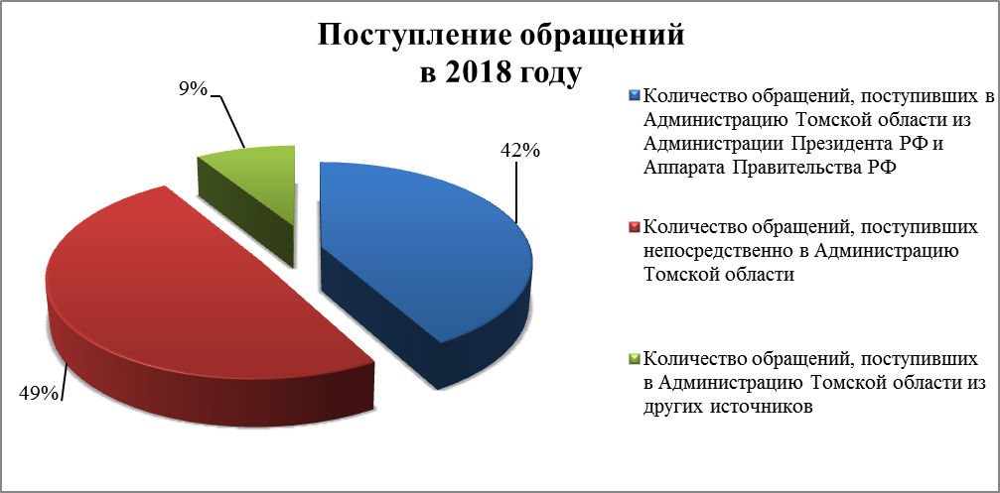 Поступление обращений
в 2018 году
9%
42%
49%
Количество обращений, поступивших в
Администрацию Томской области из
Администрации Президента РФ и
Аппарата Правительства РФ
Количество обращений, поступивших
непосредственно в Администрацию
Томской области
Количество обращений, поступивших
в Администрацию Томской области из
других источников